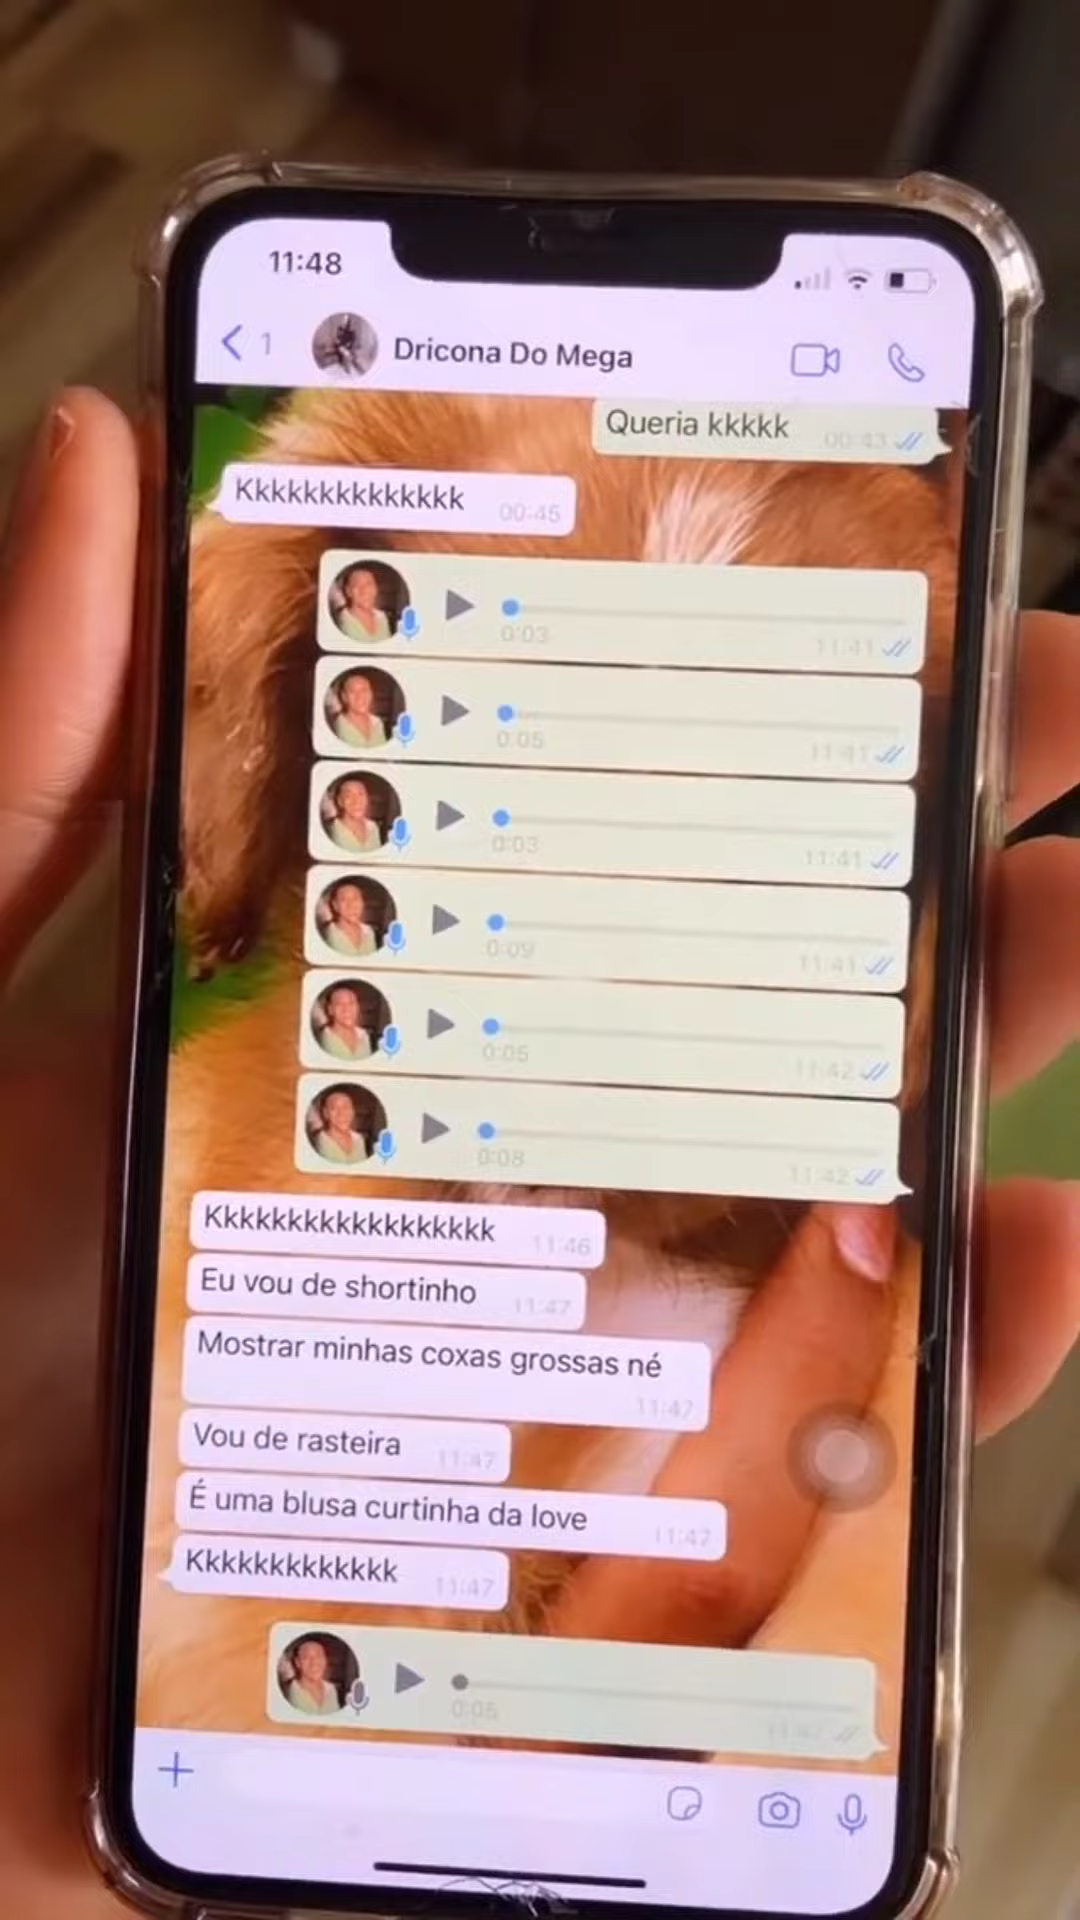 11:48
1
Dricona Do Mega
Queria kkkkk 00:43
Kkkkkkkkkkkkkk 00:45
0:03 11:41
0:05 11:41
0:03 11:41
0:09 11:41
0:05 11:42
0:08 11:42
Kkkkkkkkkkkkkkkkkk 11:46
Eu vou de shortinho 11:47
Mostrar minhas coxas grossas né
11:47
Vou de rasteira 11:47
É uma blusa curtinha da love 11:47
Kkkkkkkkkkkkk 11:47
0:05